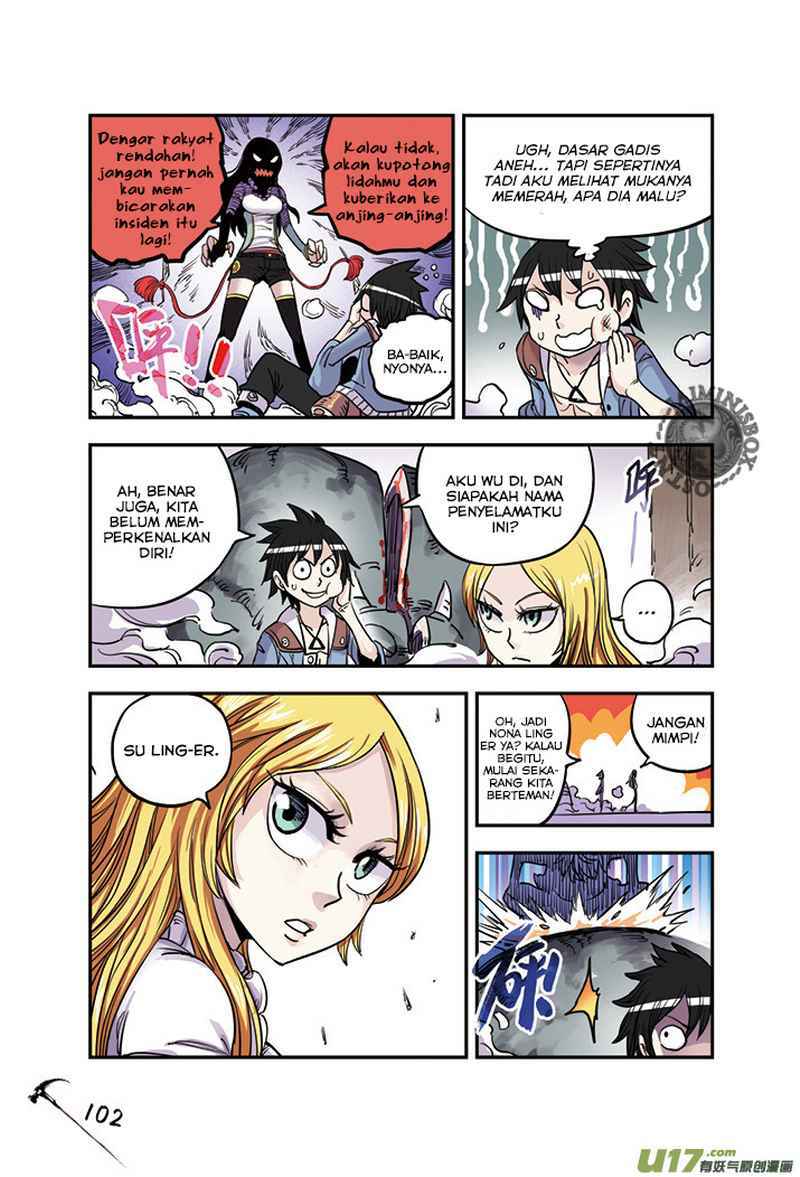 Dengar rakyat
rendahan!
jangan pernah
kau mem-
bicarakan
insiden itu
lagi!
Kalau tidak,
akan kupotong
lidahmu dan
kuberikan ke
anjing-anjing!
哼!!
BA-BAIK,
NYONYA...
UGH, DASAR GADIS
ANEH... TAPI SEPERTINYA
TADI AKU MELIHAT MUKANYA
MEMERAH, APA DIA MALU?
AH, BENAR
JUGA, KITA
BELUM MEM-
PERKENALKAN
DIRI!
AKU WU DI, DAN
SIAPAKAH NAMA
PENYELAMATKU
INI?
哼
...
SU LING-ER.
OH, JADI
NONA LING
ER YA? KALAU
BEGITU,
MULAI SEKA-
RANG KITA
BERTEMAN!
JANGAN
MIMPI!
砰!
102
U17.com
有妖气原创漫画